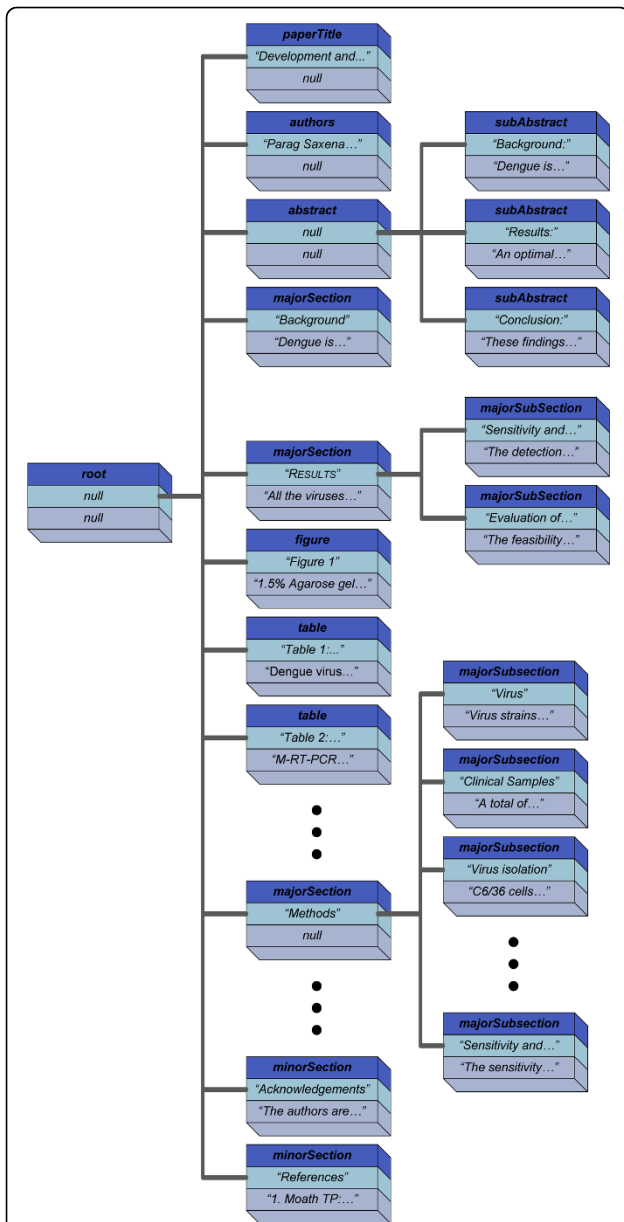 paperTitle
“Development and...”
null
authors
“Parag Saxena…”
null
abstract
null
null
majorSection
“Background”
“Dengue is…”
subAbstract
“Background:”
“Dengue is…”
subAbstract
“Results:”
“An optimal…”
subAbstract
“Conclusion:”
“These findings…”
root
null
null
majorSection
“RESULTS”
“All the viruses…”
majorSubSection
“Sensitivity and…”
“The detection…”
majorSubSection
“Evaluation of…”
“The feasibility…”
figure
“Figure 1”
“1.5% Agarose gel…”
table
“Table 1:...”
“Dengue virus…”
table
“Table 2:…”
“M-RT-PCR…”
majorSection
“Methods”
null
majorSubsection
“Virus”
“Virus strains…”
majorSubsection
“Clinical Samples”
“A total of…”
majorSubsection
“Virus isolation”
“C6/36 cells…”
majorSubsection
“Sensitivity and…”
“The sensitivity…”
minorSection
“Acknowledgements”
“The authors are…”
minorSection
“References”
“1. Moath TP:…”